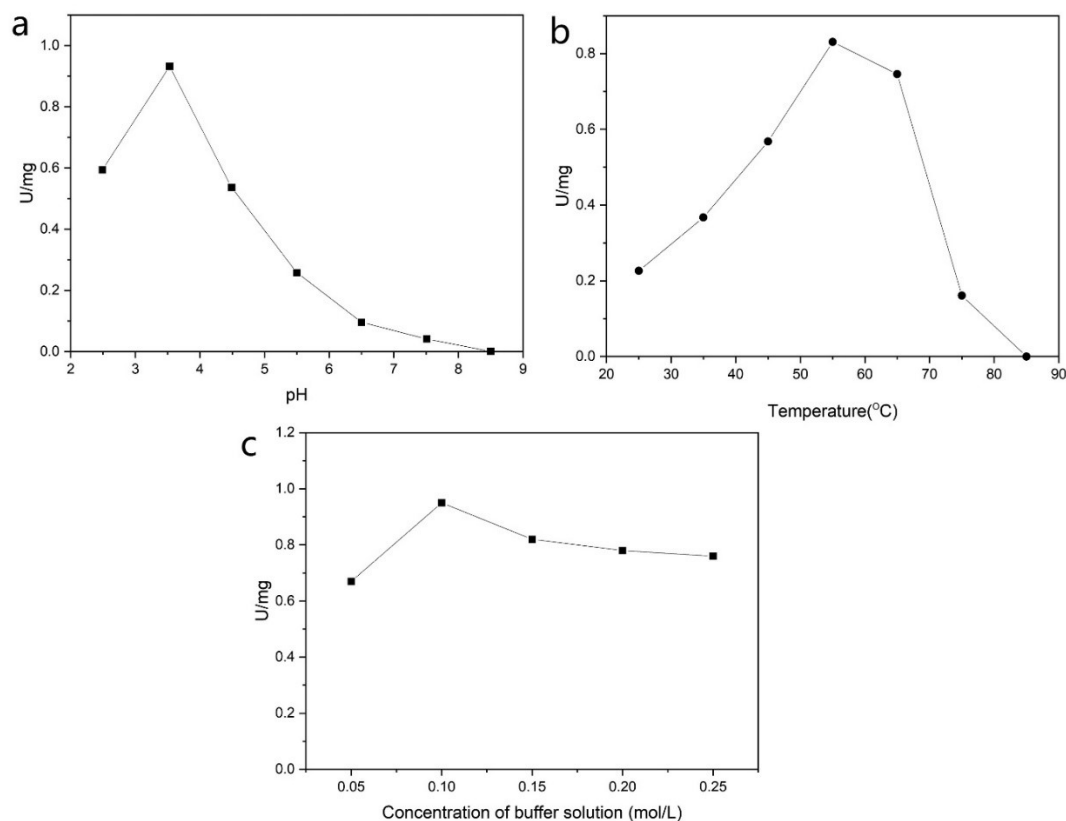 a
1.0
0.8
0.6
0.4
0.2
0.0
U/mg
2 3 4 5 6 7 8 9
pH
b
0.8
0.6
0.4
0.2
0.0
U/mg
20 30 40 50 60 70 80 90
Temperature(°C)
c
1.2
1.0
0.8
0.6
0.4
0.2
0.0
U/mg
0.05 0.10 0.15 0.20 0.25
Concentration of buffer solution (mol/L)